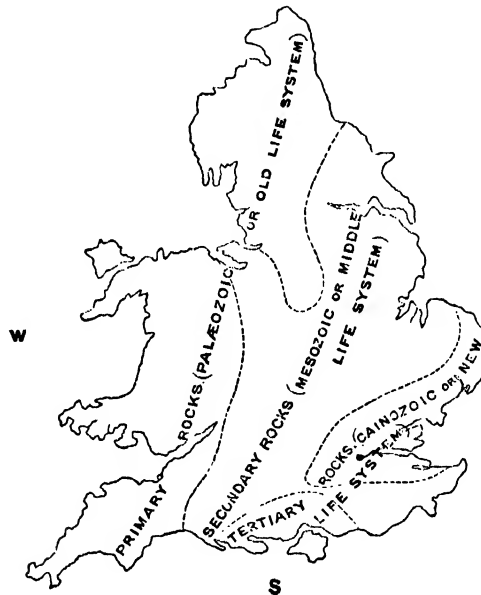 PRIMARY ROCKS (PALÆOZOIC OR OLD LIFE SYSTEM)
SECONDARY ROCKS (MESOZOIC OR MIDDLE
LIFE SYSTEM)
TERTIARY ROCKS (CAINOZOIC OR NEW
LIFE SYSTEM)
W
S